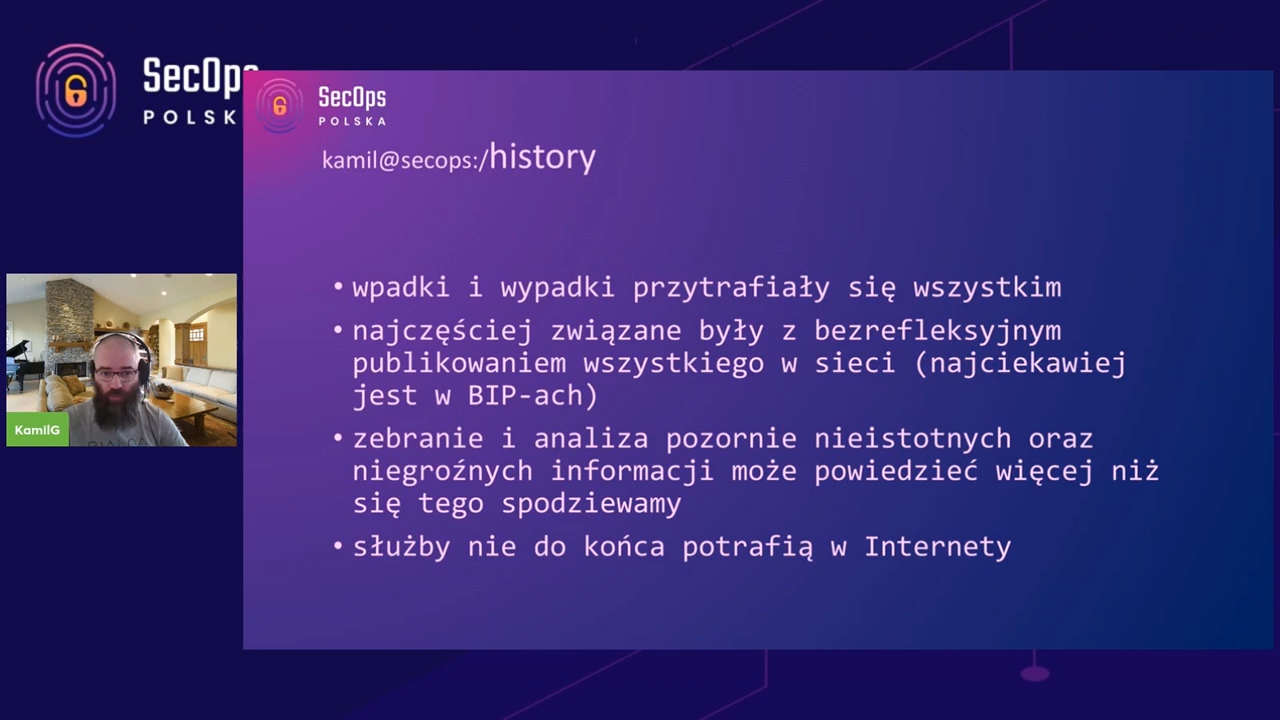 SecOps
POLSK
SecOps
POLSKA
kamil@secops:/history
• wpadki i wypadki przytrafiały się wszystkim
• najczęściej związane były z bezrefleksyjnym
publikowaniem wszystkiego w sieci (najciekawiej
jest w BIP-ach)
• zebranie i analiza pozornie nieistotnych oraz
niegroźnych informacji może powiedzieć więcej niż
się tego spodziewamy
• służby nie do końca potrafią w Internety
KamilG